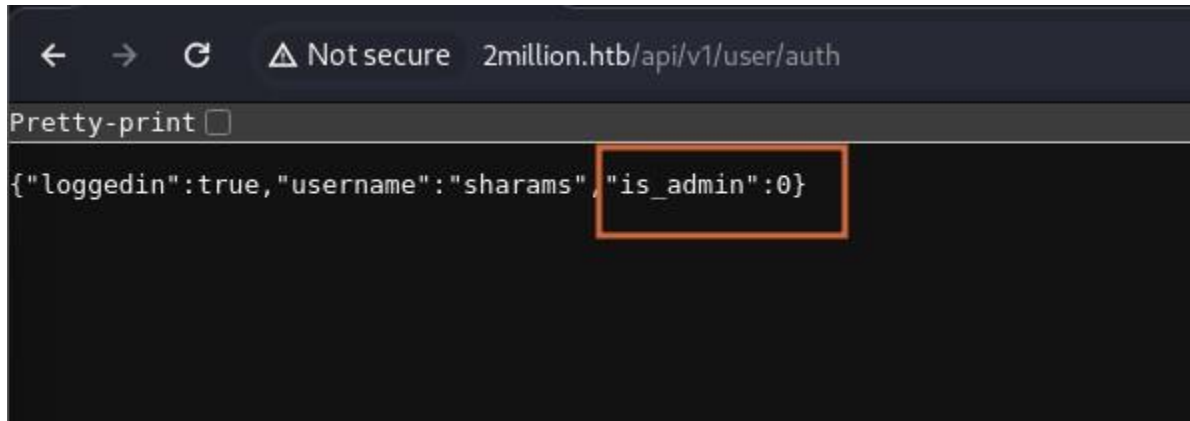 Not secure 2million.htb/api/v1/user/auth
Pretty-print
{"loggedin":true,"username":"sharams","is_admin":0}